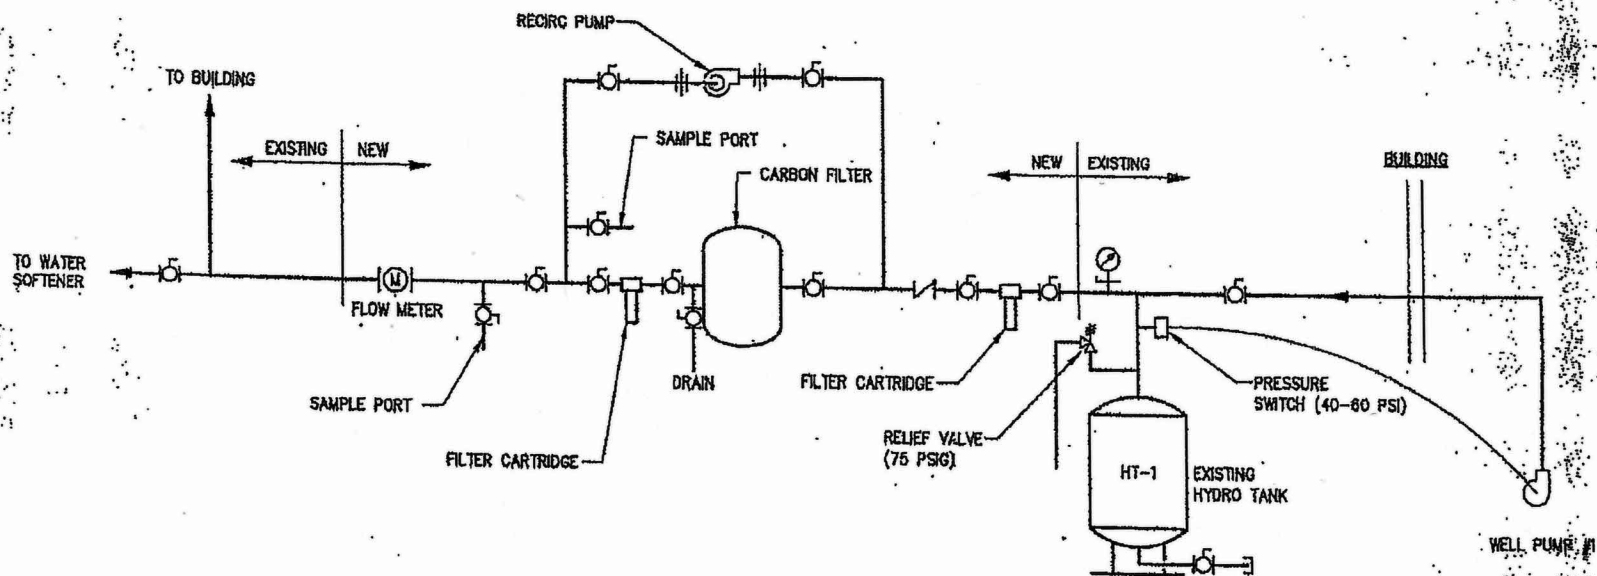 RECIRC PUMP
TO BUILDING
SAMPLE PORT
EXISTING
NEW
CARBON FILTER
NEW
EXISTING
BUILDING
TO WATER
SOFTENER
M
FLOW METER
SAMPLE PORT
DRAIN
FILTER CARTRIDGE
FILTER CARTRIDGE
PRESSURE
SWITCH (40-60 PSI)
RELIEF VALVE
(75 PSIG)
HT-1
EXISTING
HYDRO TANK
WELL PUMP #1